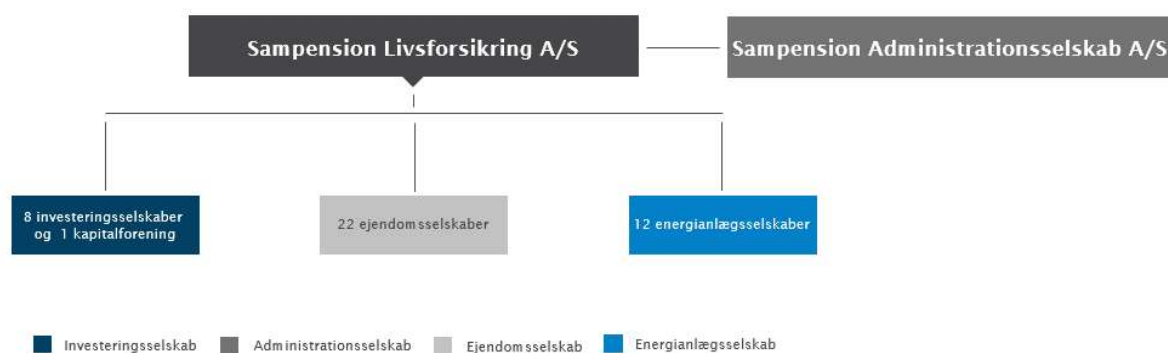 Sampension Livsforsikring A/S
Sampension Administrationsselskab A/S
8 investeringsselskaber
og 1 kapitalforening
22 ejendomsselskaber
12 energianlægsselskaber
Investeringsselskab
Administrationsselskab
Ejendomsselskab
Energianlægsselskab